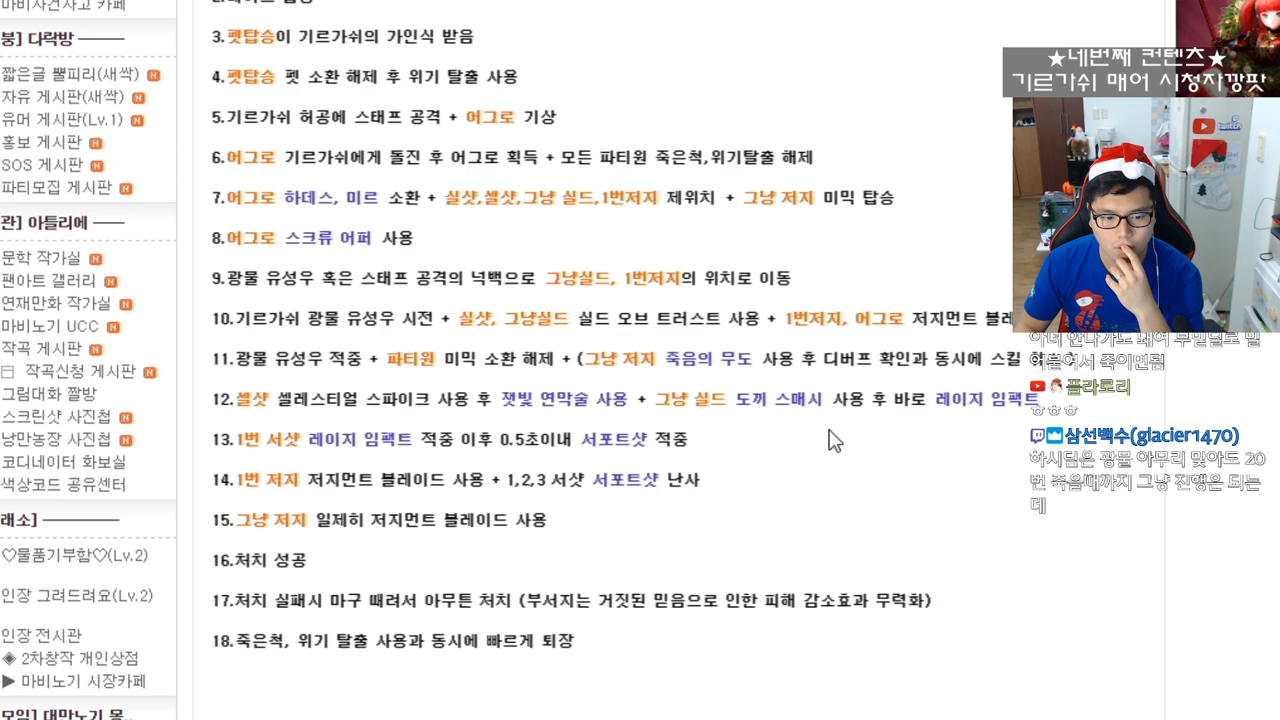 마비자건자고 카페
붕] 다락방
짧은글 뿔피리(새싹) N
자유 게시판(새싹) N
유머 게시판(Lv.1) N
홍보 게시판 N
SOS 게시판 N
파티모집 게시판 N
관] 아틀리에
문학 작가실 N
팬아트 갤러리 N
연재만화 작가실 N
마비노기 UCC N
작곡 게시판 N
작곡신청 게시판 N
그림대화 짤방
스크린샷 사진첩 N
낭만농장 사진첩 N
코디네이터 화보실
색상코드 공유센터
래소]
♡물품기부함♡(Lv.2)
인장 그려드려요(Lv.2)
인장 전시관
◈ 2차창작 개인상점
▶ 마비노기 시장카페
모임] 대만노기 몽..
3.펫탑승이 기르가쉬의 가인식 받음
4.펫탑승 펫 소환 해제 후 위기 탈출 사용
5.기르가쉬 허공에 스태프 공격 + 어그로 기상
6.어그로 기르가쉬에게 돌진 후 어그로 획득 + 모든 파티원 죽은척,위기탈출 해제
7.어그로 하데스, 미르 소환 + 실샷,셀샷,그냥 실드,1번저지 제위치 + 그냥 저지 미믹 탑승
8.어그로 스크류 어퍼 사용
9.광물 유성우 혹은 스태프 공격의 넉백으로 그냥실드, 1번저지의 위치로 이동
10.기르가쉬 광물 유성우 시전 + 실샷, 그냥실드 실드 오브 트러스트 사용 + 1번저지, 어그로 저지먼트 블레
11.광물 유성우 적중 + 파티원 미믹 소환 해제 + (그냥 저지 죽음의 무도 사용 후 디버프 확인과 동시에 스킬
12.셀샷 셀레스티얼 스파이크 사용 후 잿빛 연막술 사용 + 그냥 실드 도끼 스매시 사용 후 바로 레이지 임팩트
13.1번 서샷 레이지 임팩트 적중 이후 0.5초이내 서포트샷 적중
14.1번 저지 저지먼트 블레이드 사용 + 1,2,3 서샷 서포트샷 난사
15.그냥 저지 일제히 저지먼트 블레이드 사용
16.처치 성공
17.처치 실패시 마구 때려서 아무튼 처치 (부서지는 거짓된 믿음으로 인한 피해 감소효과 무력화)
18.죽은척, 위기 탈출 사용과 동시에 빠르게 퇴장
★네번째 컨텐츠★
기르가쉬 매어 시청자깡팟
twitch
플라토리
ㅎㅎㅎ
삼선백수(glacier1470)
하시딤은 광물 아무리 맞아도 20
번 죽을때까지 그냥 진행은 되는
데